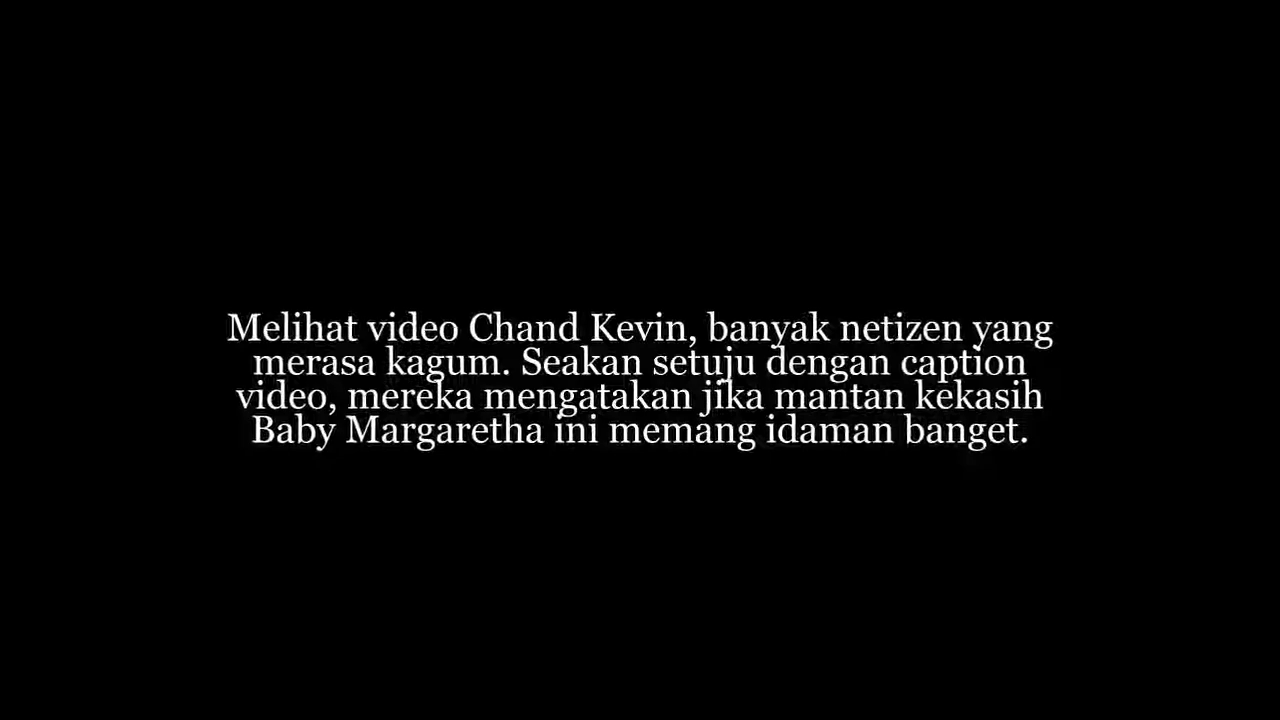 Melihat video Chand Kevin, banyak netizen yang
merasa kagum. Seakan setuju dengan caption
video, mereka mengatakan jika mantan kekasih
Baby Margaretha ini memang idaman banget.